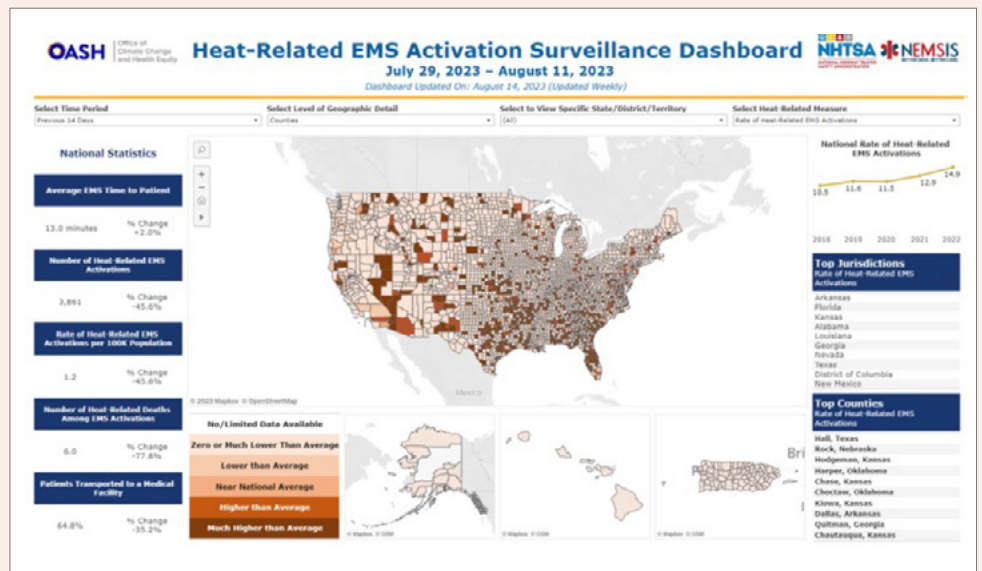 OASH
Office of
Climate Change
and Health Equity
Heat-Related EMS Activation Surveillance Dashboard
July 29, 2023 – August 11, 2023
Dashboard Updated On: August 14, 2023 (Updated Weekly)
NHTSA
NEMSIS
Select Time Period
Previous 14 Days
Select Level of Geographic Detail
Counties
Select to View Specific State/District/Territory
(All)
Select Heat-Related Measure
Rate of Heat-Related EMS Activations
National Statistics
Average EMS Time to Patient
13.0 minutes
% Change
+2.0%
Number of Heat-Related EMS
Activations
3,861
% Change
-45.6%
Rate of Heat-Related EMS
Activations per 100K Population
1.2
% Change
-45.6%
Number of Heat-Related Deaths
Among EMS Activations
6.0
% Change
-77.8%
Patients Transported to a Medical
Facility
64.8%
% Change
-35.2%
Mexico
© 2023 Mapbox © OpenStreetMap
No/Limited Data Available
Zero or Much Lower Than Average
Lower than Average
Near National Average
Higher than Average
Much Higher than Average
© Mapbox © OSM
© Mapbox © OSM
Bri
© Mapbox © OSM
National Rate of Heat-Related
EMS Activations
10.5
11.6
11.5
12.9
14.9
2018 2019 2020 2021 2022
Top Jurisdictions
Rate of Heat-Related EMS
Activations
Arkansas
Florida
Kansas
Alabama
Louisiana
Georgia
Nevada
Texas
District of Columbia
New Mexico
Top Counties
Rate of Heat-Related EMS
Activations
Hall, Texas
Rock, Nebraska
Hodgeman, Kansas
Harper, Oklahoma
Chase, Kansas
Choctaw, Oklahoma
Kiowa, Kansas
Dallas, Arkansas
Quitman, Georgia
Chautauqua, Kansas